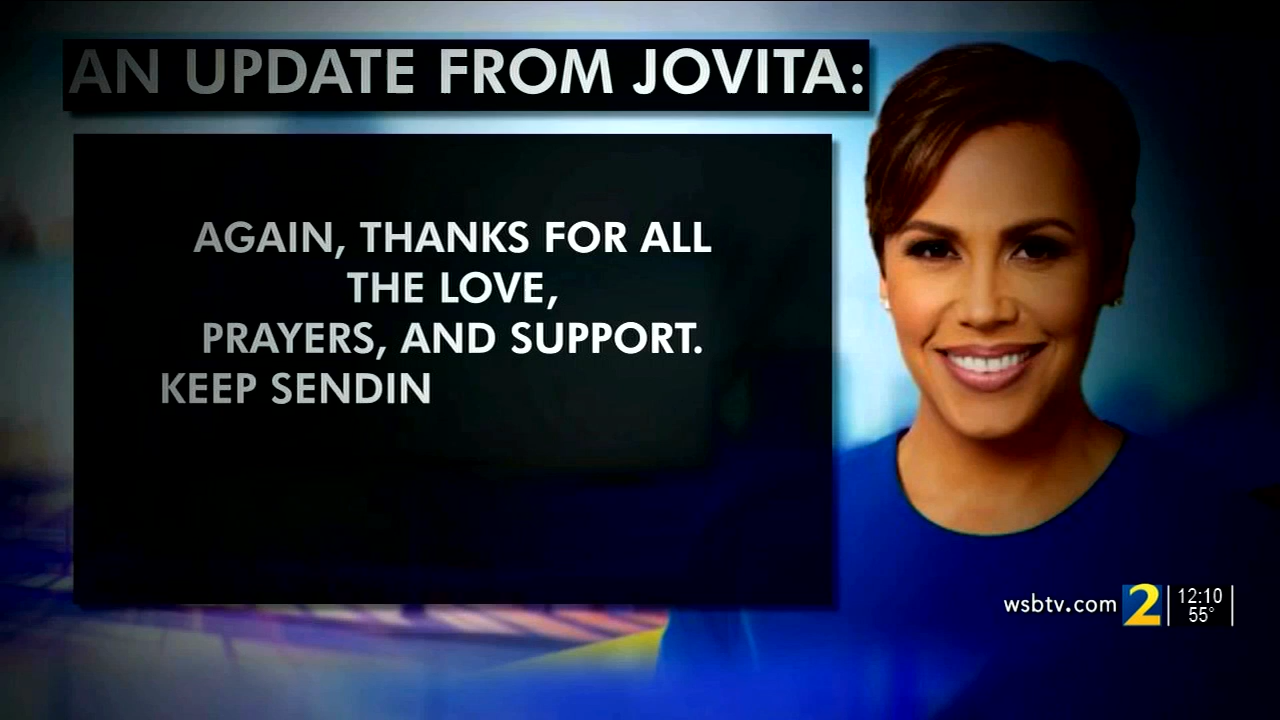 AN UPDATE FROM JOVITA:
AGAIN, THANKS FOR ALL
THE LOVE,
PRAYERS, AND SUPPORT.
KEEP SENDIN
wsbtv.com 2
12:10
55°